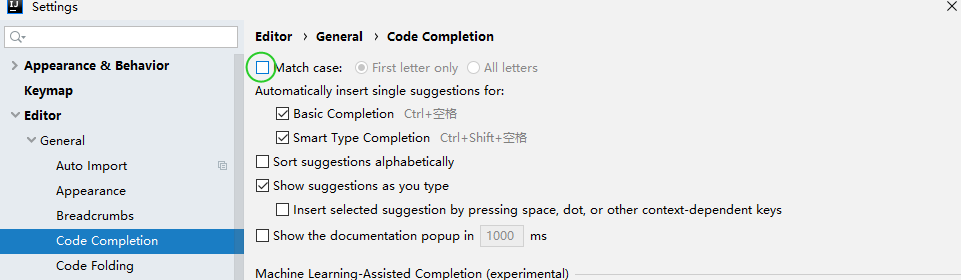 IJ Settings
Editor › General › Code Completion
Appearance & Behavior
Match case: First letter only All letters
Keymap
Automatically insert single suggestions for:
Editor
Basic Completion Ctrl+空格
General
Smart Type Completion Ctrl+Shift+空格
Auto Import
Sort suggestions alphabetically
Appearance
Show suggestions as you type
Breadcrumbs
Insert selected suggestion by pressing space, dot, or other context-dependent keys
Code Completion
Show the documentation popup in 1000 ms
Code Folding
Machine Learning-Assisted Completion (experimental)